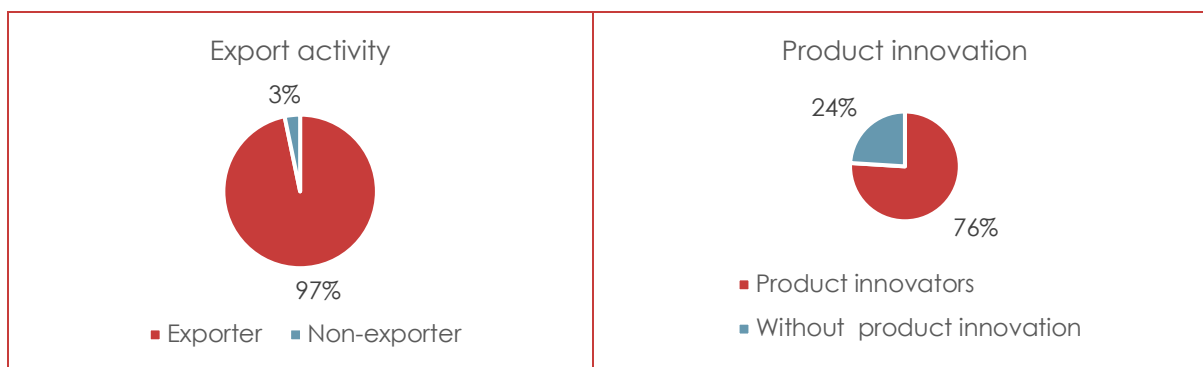 Export activity
3%
97%
Exporter Non-exporter
Product innovation
24%
76%
Product innovators
Without product innovation